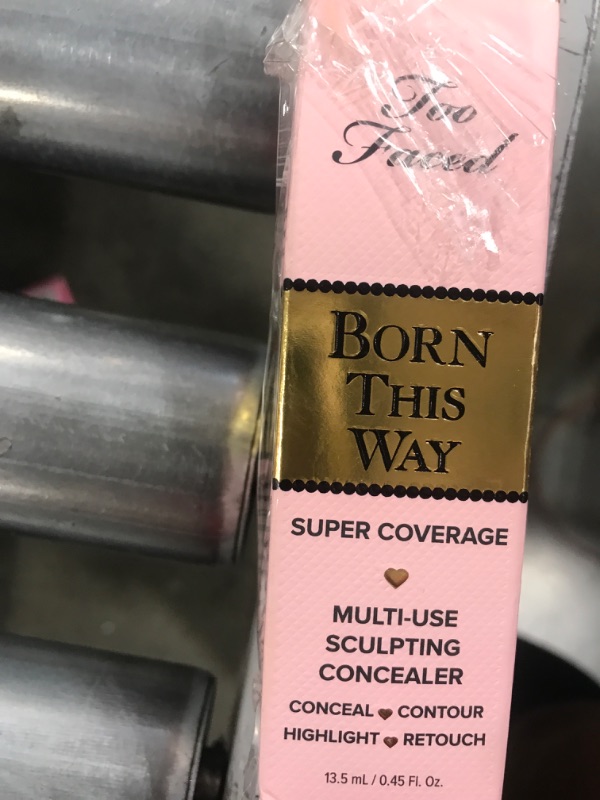 Too
Faced
BORN
THIS
WAY
SUPER COVERAGE
MULTI-USE
SCULPTING
CONCEALER
CONCEAL CONTOUR
HIGHLIGHT RETOUCH
13.5 mL / 0.45 Fl. Oz.